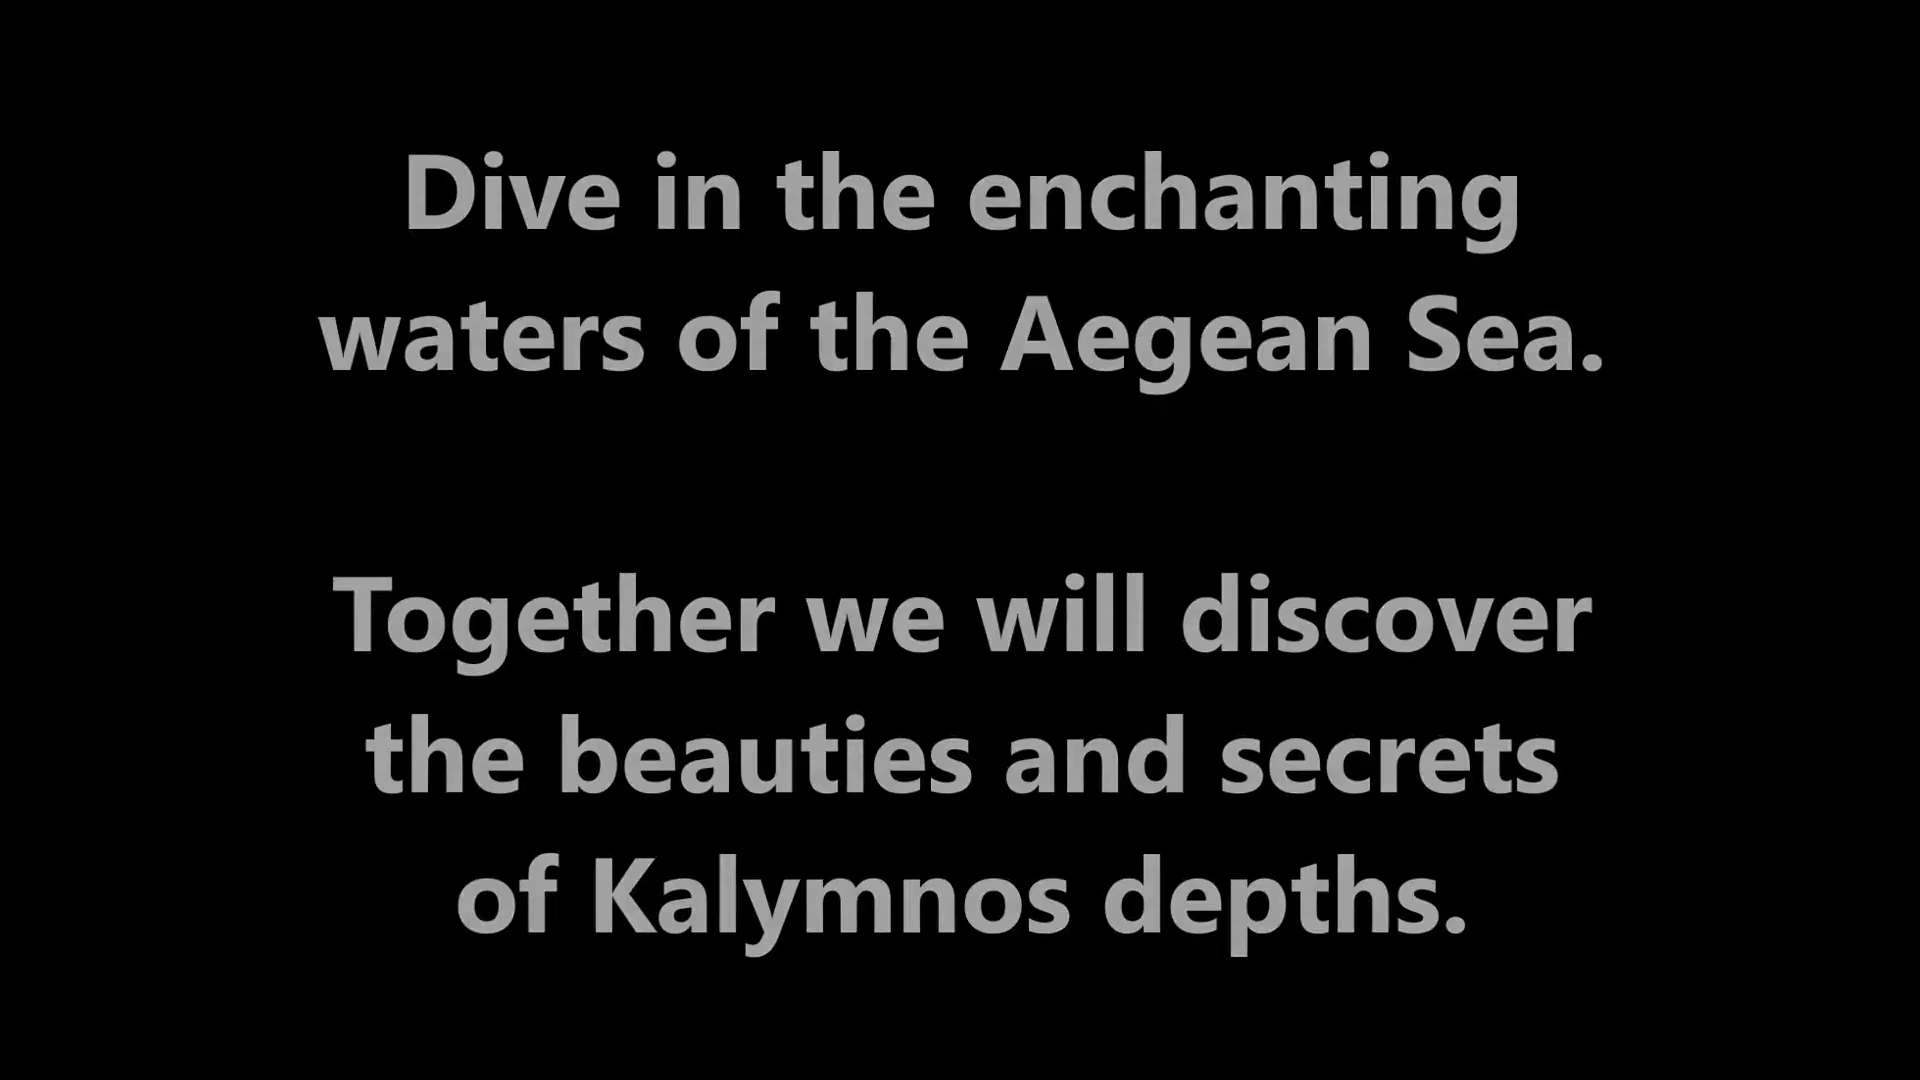 Dive in the enchanting
waters of the Aegean Sea.
Together we will discover
the beauties and secrets
of Kalymnos depths.